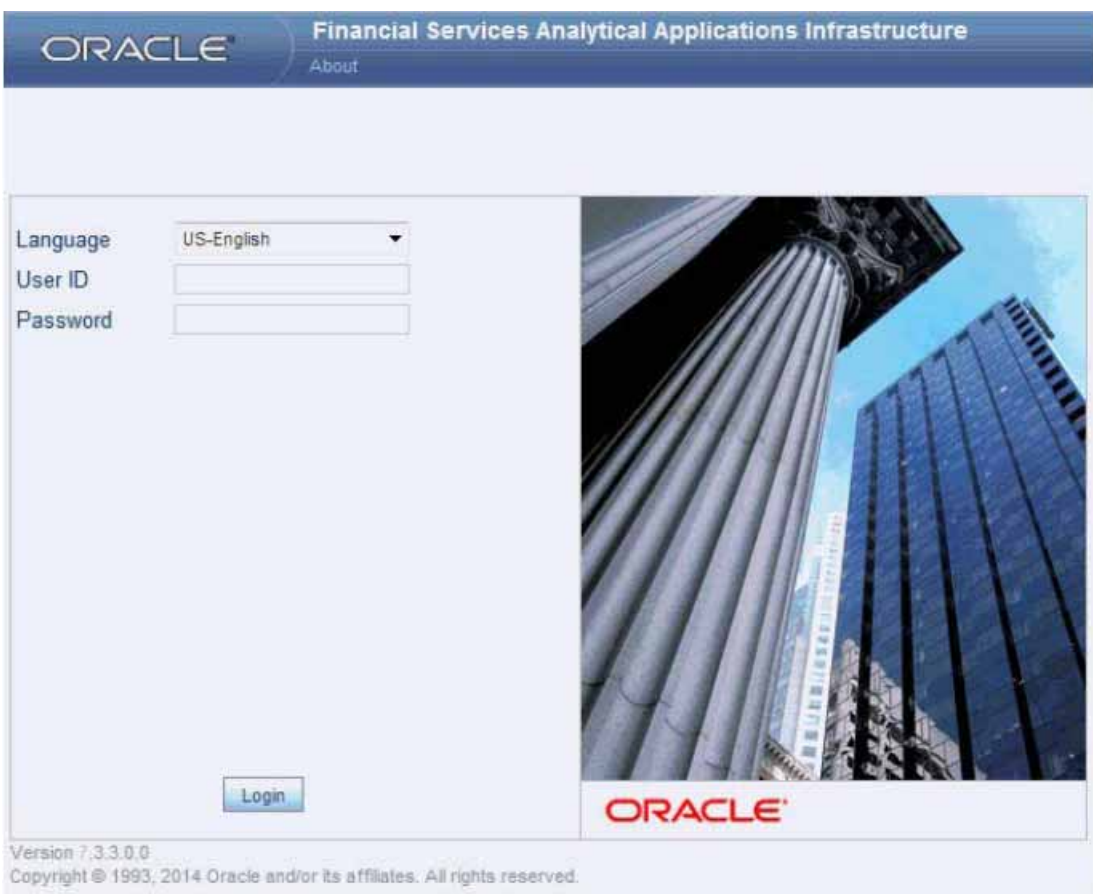 ORACLE®
Financial Services Analytical Applications Infrastructure
About
Language
US-English
User ID
Password
Login
ORACLE®
Version 7.3.3.0.0
Copyright © 1993, 2014 Oracle and/or its affiliates. All rights reserved.